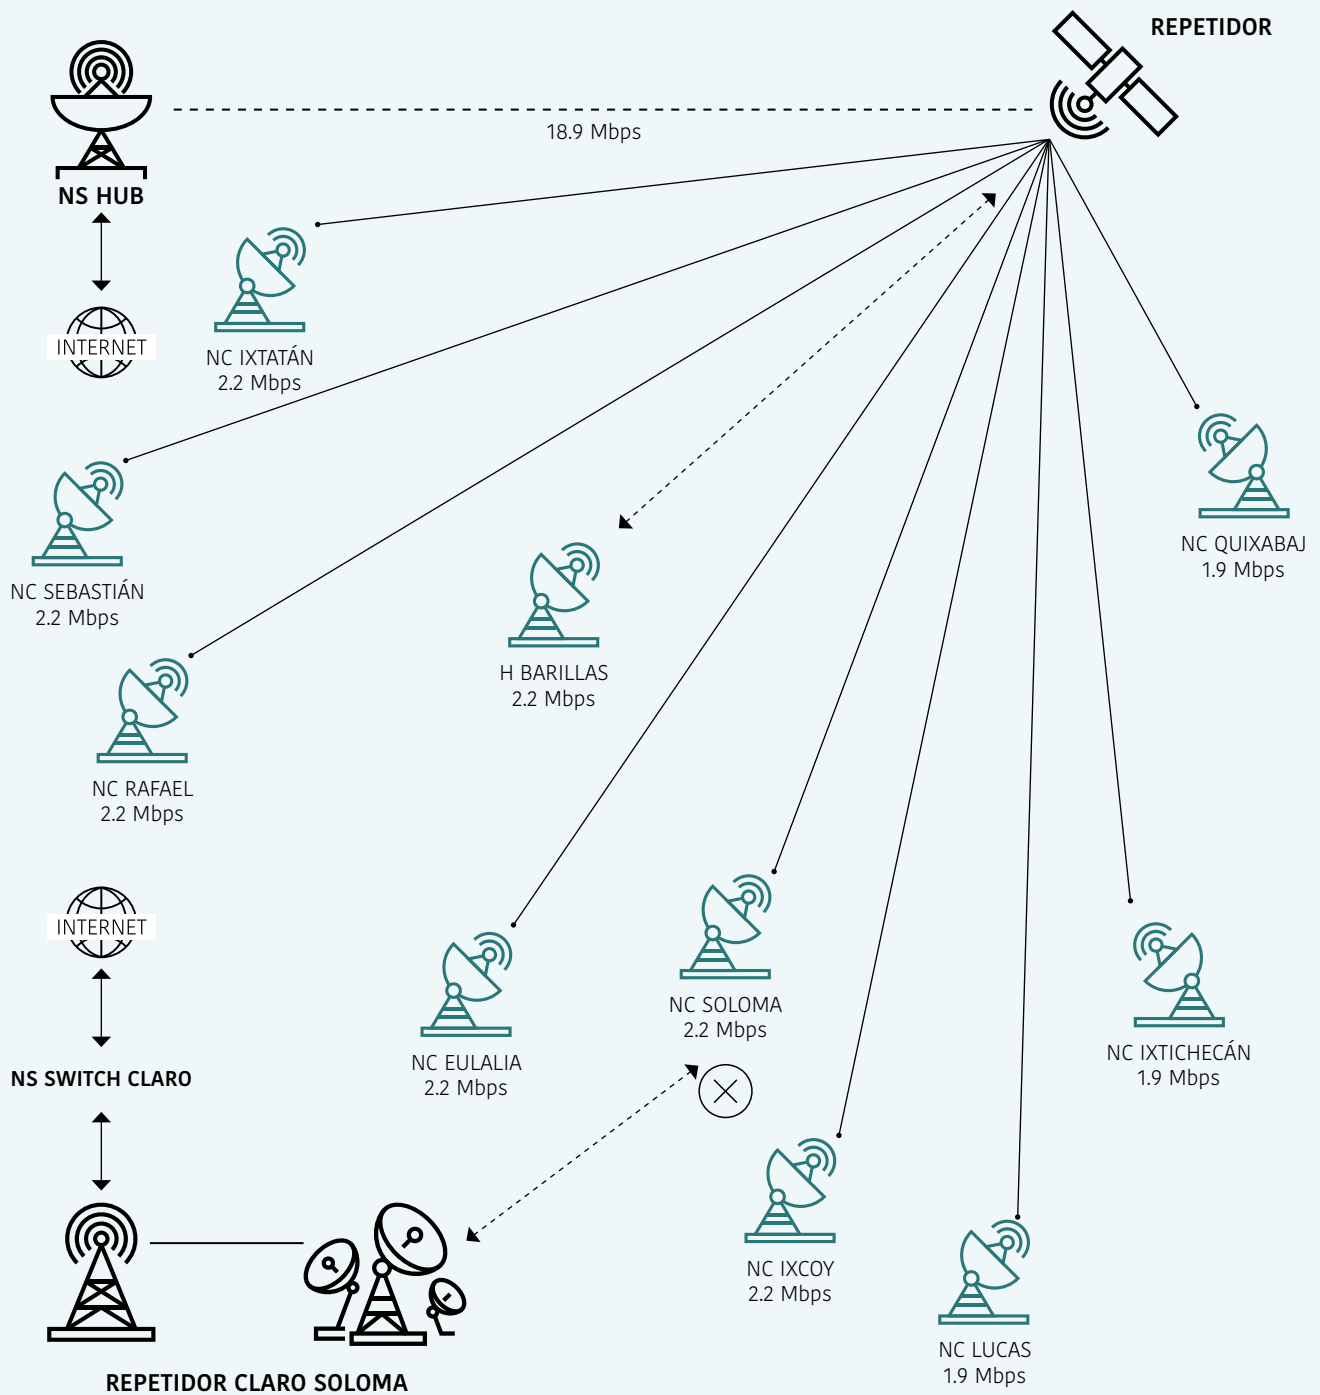 REPETIDOR
18.9 Mbps
NS HUB
INTERNET
NC IXTATÁN
2.2 Mbps
NC SEBASTIÁN
2.2 Mbps
NC QUIXABAJ
1.9 Mbps
H BARILLAS
2.2 Mbps
NC RAFAEL
2.2 Mbps
INTERNET
NC SOLOMA
2.2 Mbps
NC EULALIA
2.2 Mbps
NC IXTICHECÁN
1.9 Mbps
NS SWITCH CLARO
NC IXCOY
2.2 Mbps
NC LUCAS
1.9 Mbps
REPETIDOR CLARO SOLOMA